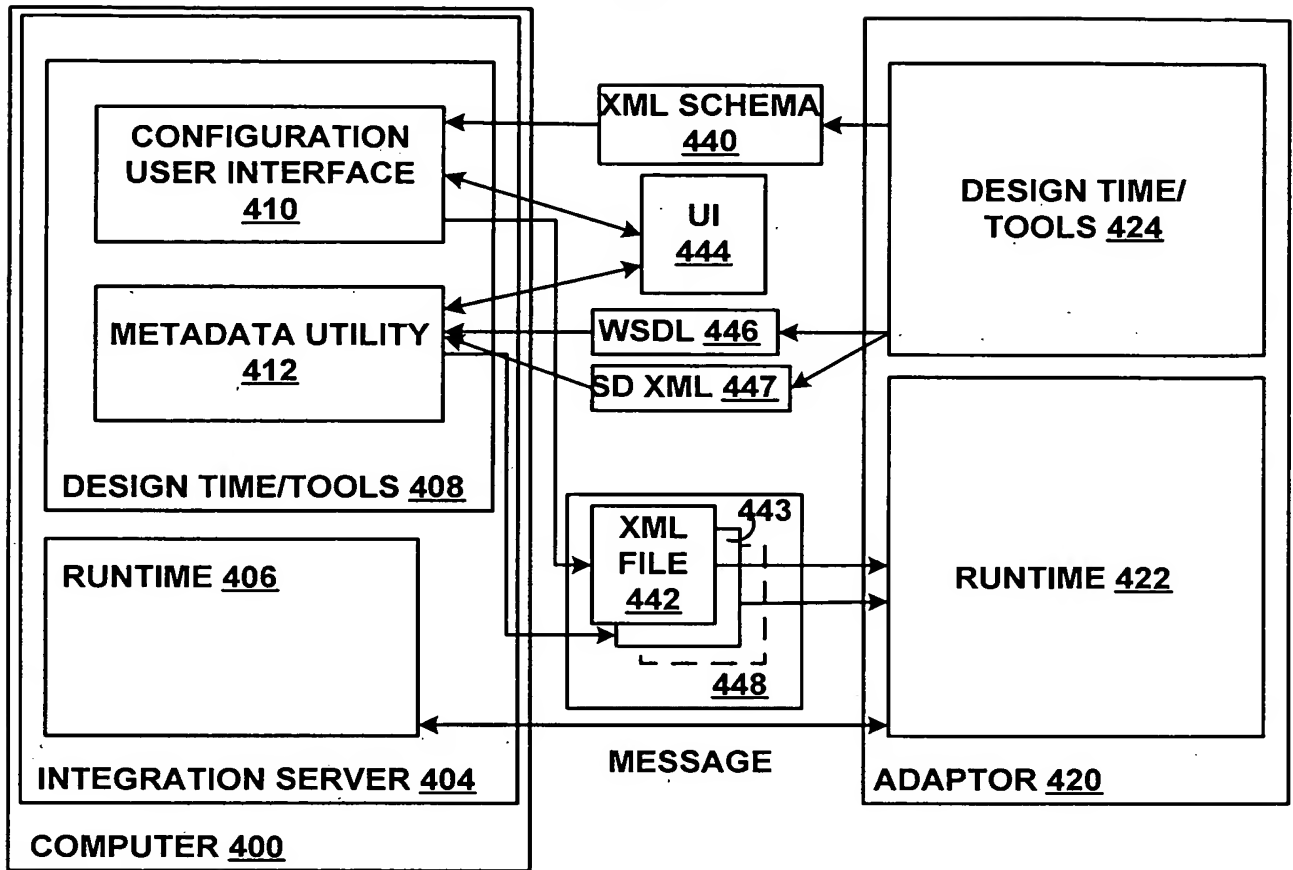 CONFIGURATION
USER INTERFACE
410
METADATA UTILITY
412
DESIGN TIME/TOOLS 408
RUNTIME 406
INTEGRATION SERVER 404
COMPUTER 400
XML SCHEMA
440
UI
444
WSDL 446
SD XML 447
443
XML
FILE
442
448
MESSAGE
DESIGN TIME/
TOOLS 424
RUNTIME 422
ADAPTOR 420